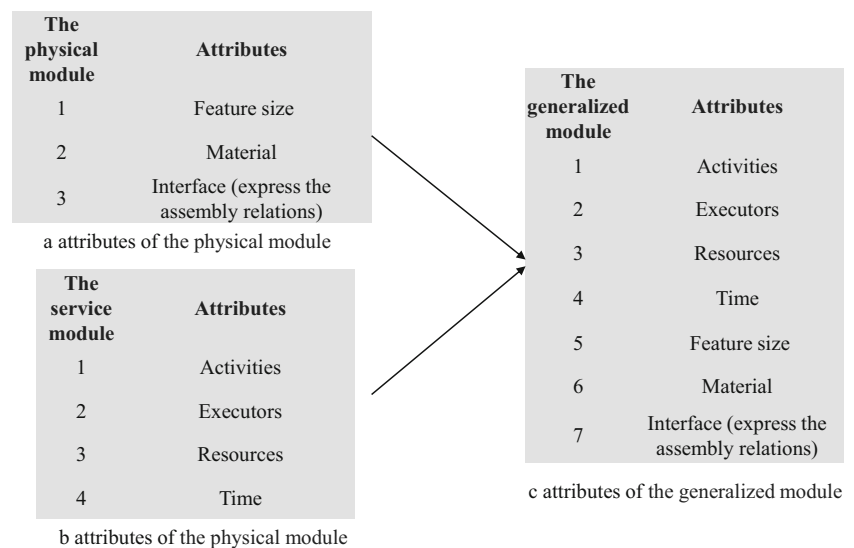 The
physical
module
Attributes
1 Feature size
2 Material
3 Interface (express the
assembly relations)
a attributes of the physical module
The
service
module
Attributes
1 Activities
2 Executors
3 Resources
4 Time
b attributes of the physical module
The
generalized
module
Attributes
1 Activities
2 Executors
3 Resources
4 Time
5 Feature size
6 Material
7 Interface (express the
assembly relations)
c attributes of the generalized module